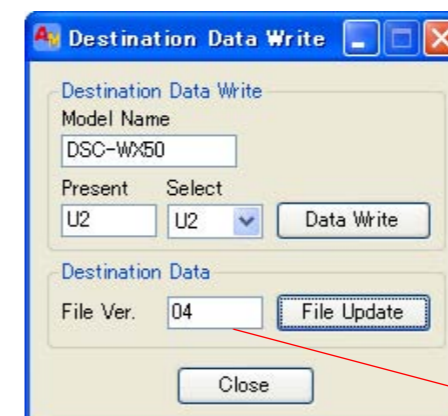 Destination Data Write
Destination Data Write
Model Name
DSC-WX50
Present Select
U2 U2 Data Write
Destination Data
File Ver. 04 File Update
Close